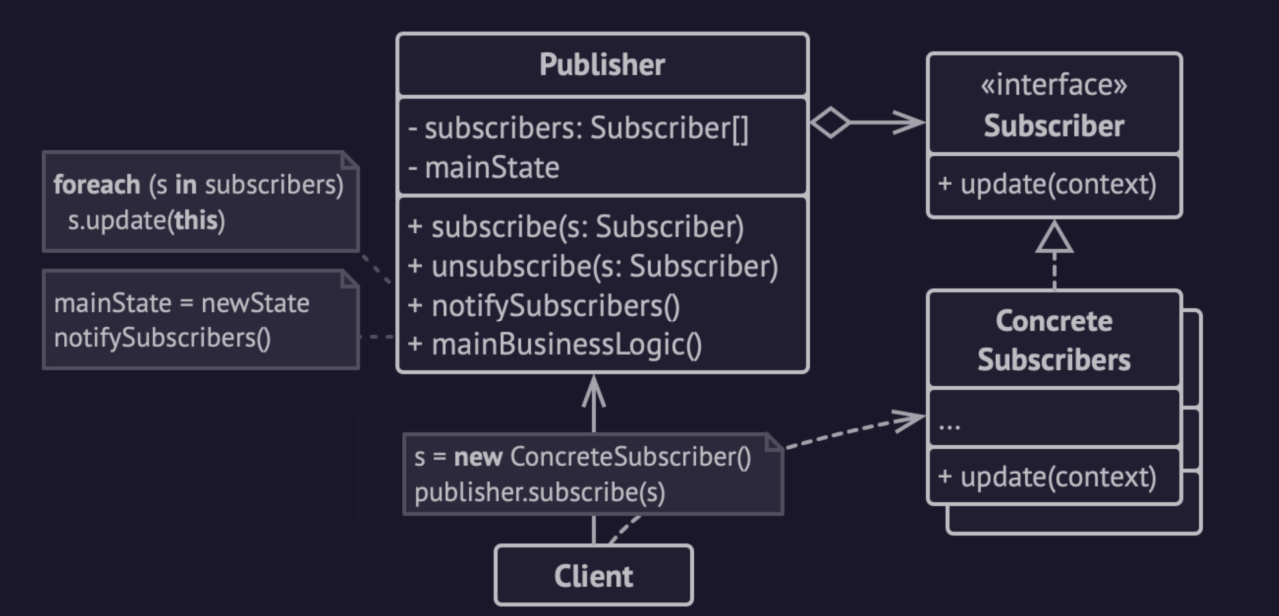 Publisher
- subscribers: Subscriber[]
- mainState
+ subscribe(s: Subscriber)
+ unsubscribe(s: Subscriber)
+ notifySubscribers()
+ mainBusinessLogic()
foreach (s in subscribers)
s.update(this)
mainState = newState
notifySubscribers()
«interface»
Subscriber
+ update(context)
Concrete
Subscribers
...
+ update(context)
s = new ConcreteSubscriber()
publisher.subscribe(s)
Client